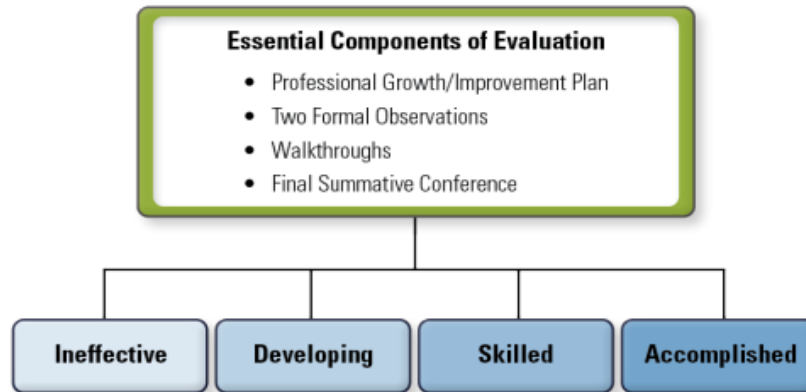 Essential Components of Evaluation
• Professional Growth/Improvement Plan
• Two Formal Observations
• Walkthroughs
• Final Summative Conference
Ineffective
Developing
Skilled
Accomplished